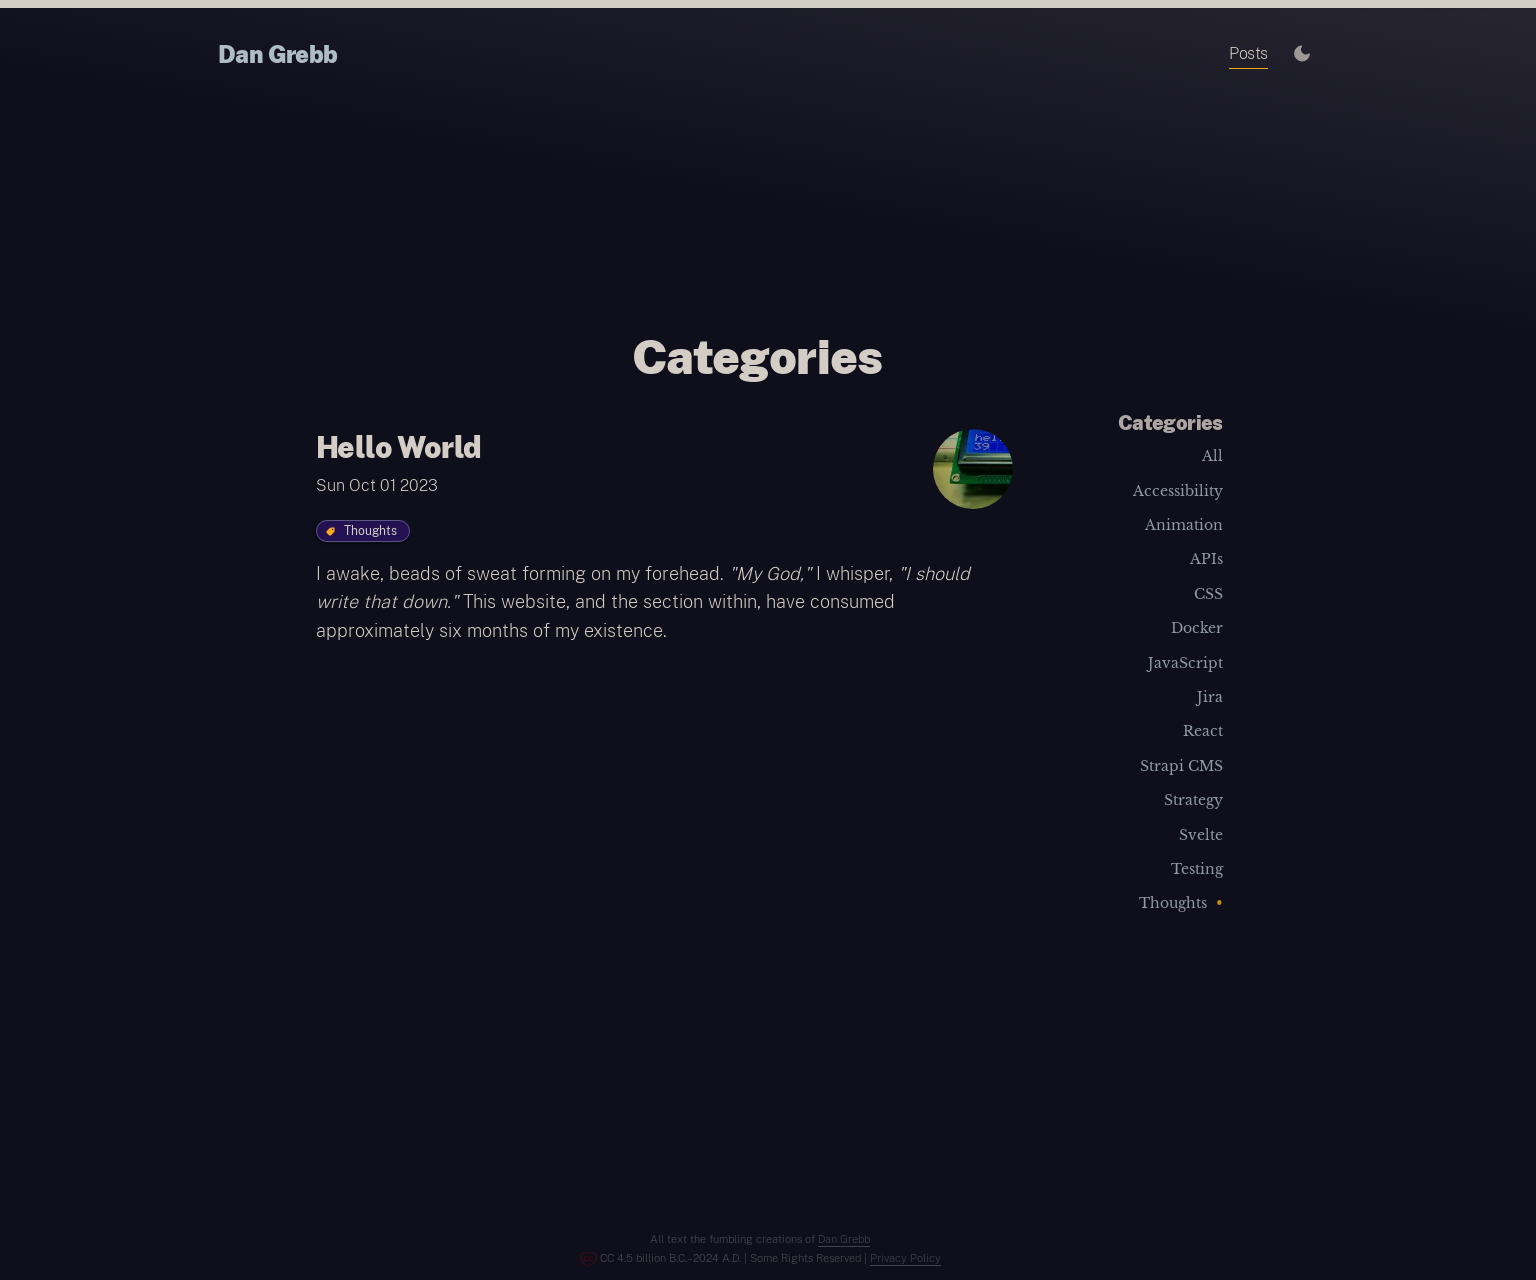 Dan Grebb
Posts
Categories
Hello World
Sun Oct 01 2023
Thoughts
I awake, beads of sweat forming on my forehead. "My God," I whisper, "I should
write that down." This website, and the section within, have consumed
approximately six months of my existence.
39
Categories
All
Accessibility
Animation
APIs
CSS
Docker
JavaScript
Jira
React
Strapi CMS
Strategy
Svelte
Testing
Thoughts •
All text the fumbling creations of Dan Grebb
CC 4.5 billion B.C.–2024 A.D. | Some Rights Reserved | Privacy Policy